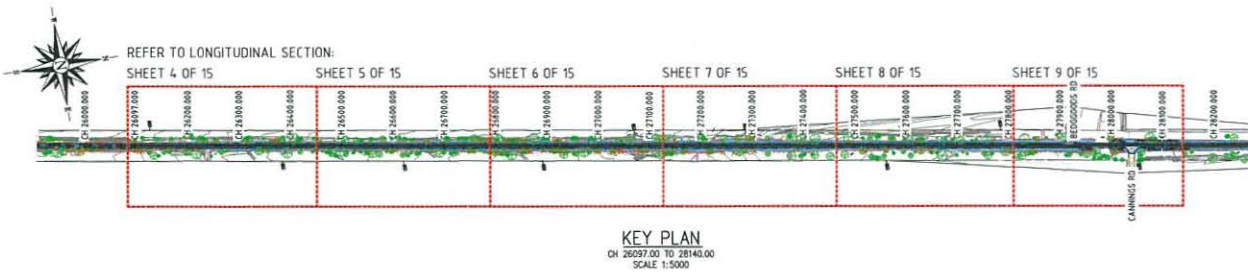 REFER TO LONGITUDINAL SECTION:
SHEET 4 OF 15
SHEET 5 OF 15
SHEET 6 OF 15
SHEET 7 OF 15
SHEET 8 OF 15
SHEET 9 OF 15
CH 26000.000
CH 26097.000
CH 26200.000
CH 26300.000
CH 26400.000
CH 26500.000
CH 26600.000
CH 26700.000
CH 26800.000
CH 26900.000
CH 27000.000
CH 27100.000
CH 27200.000
CH 27300.000
CH 27400.000
CH 27500.000
CH 27600.000
CH 27700.000
CH 27800.000
CH 27900.000
BEDGGODS RD
CH 28000.000
CH 28100.000
CH 28200.000
CANNINGS RD
KEY PLAN
CH 26097.00 TO 28140.00
SCALE 1:5000